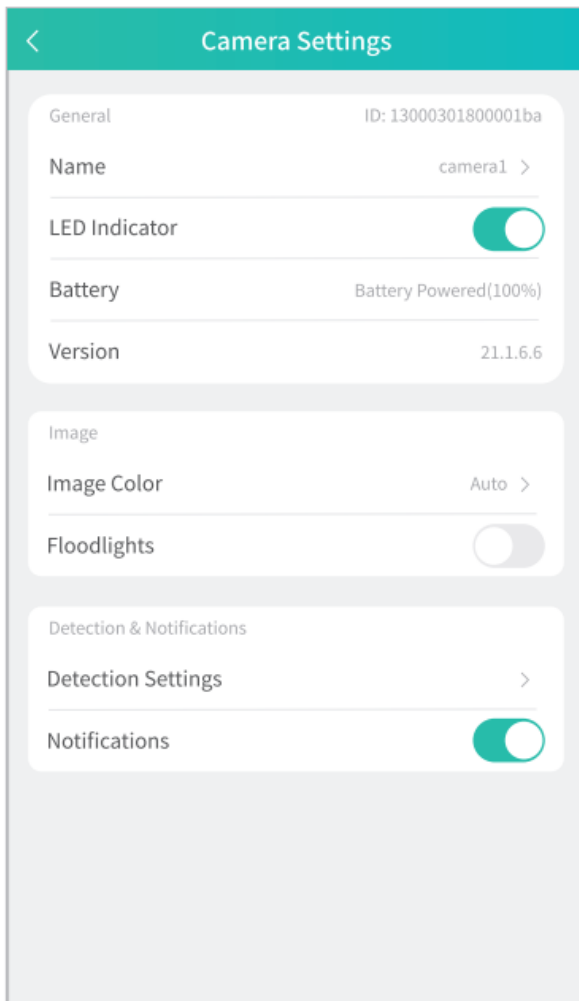 Camera Settings
General ID: 13000301800001ba
Name camera1
LED Indicator
Battery Battery Powered(100%)
Version 21.1.6.6
Image
Image Color Auto
Floodlights
Detection & Notifications
Detection Settings
Notifications